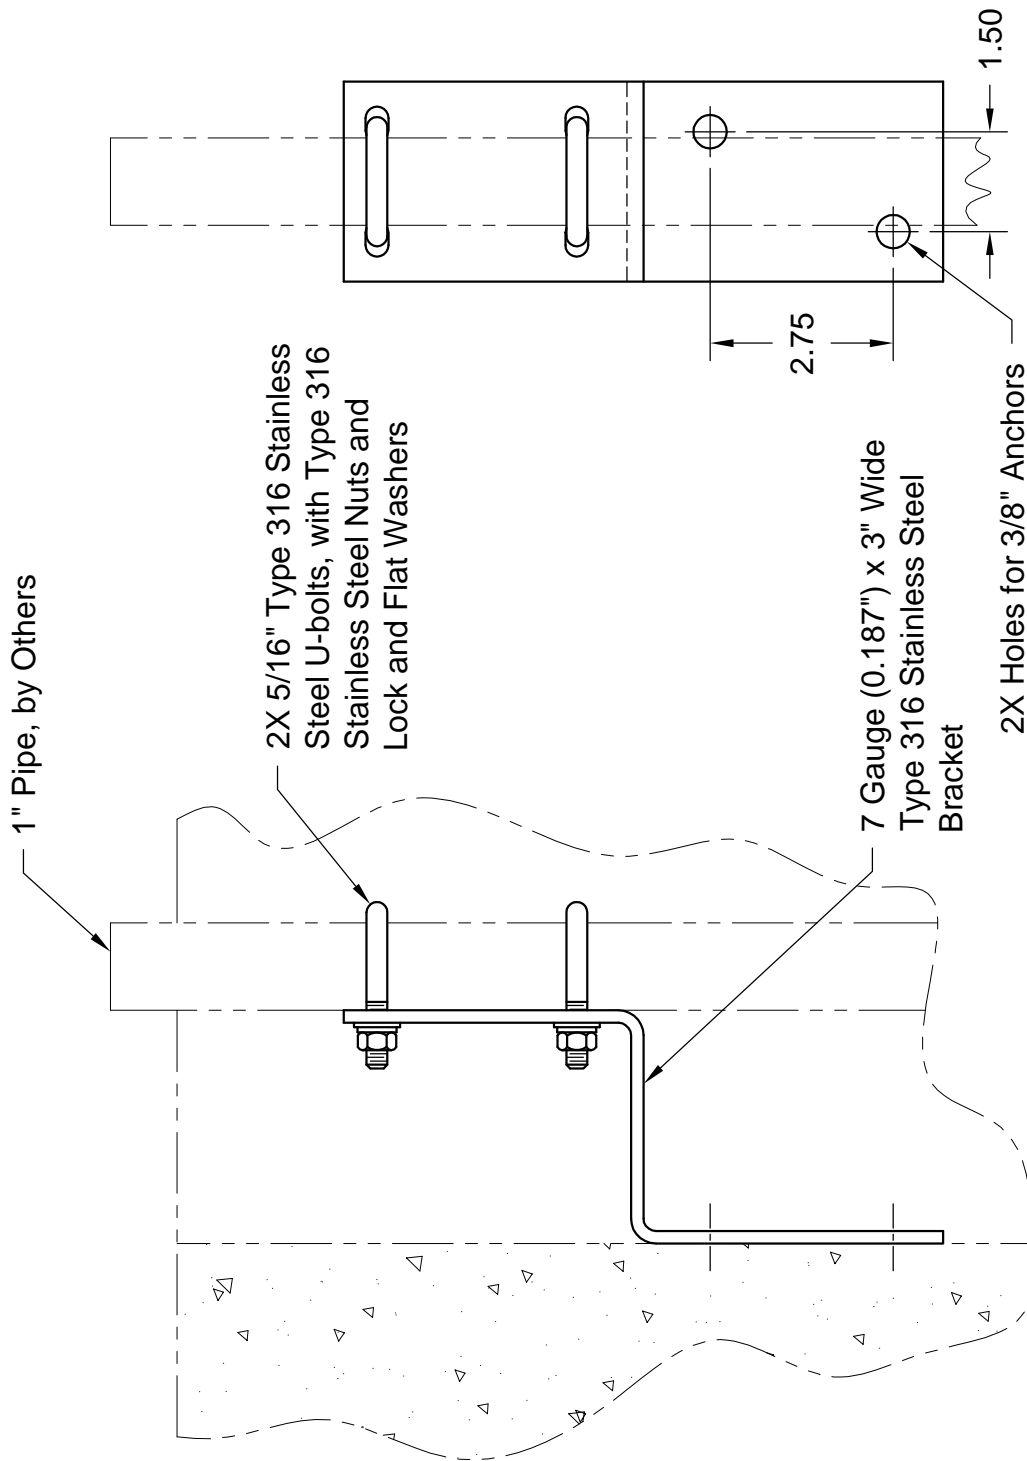 1" Pipe, by Others
2X 5/16" Type 316 Stainless
Steel U-bolts, with Type 316
Stainless Steel Nuts and
Lock and Flat Washers
7 Gauge (0.187") x 3" Wide
Type 316 Stainless Steel
Bracket
2.75
1.50
2X Holes for 3/8" Anchors